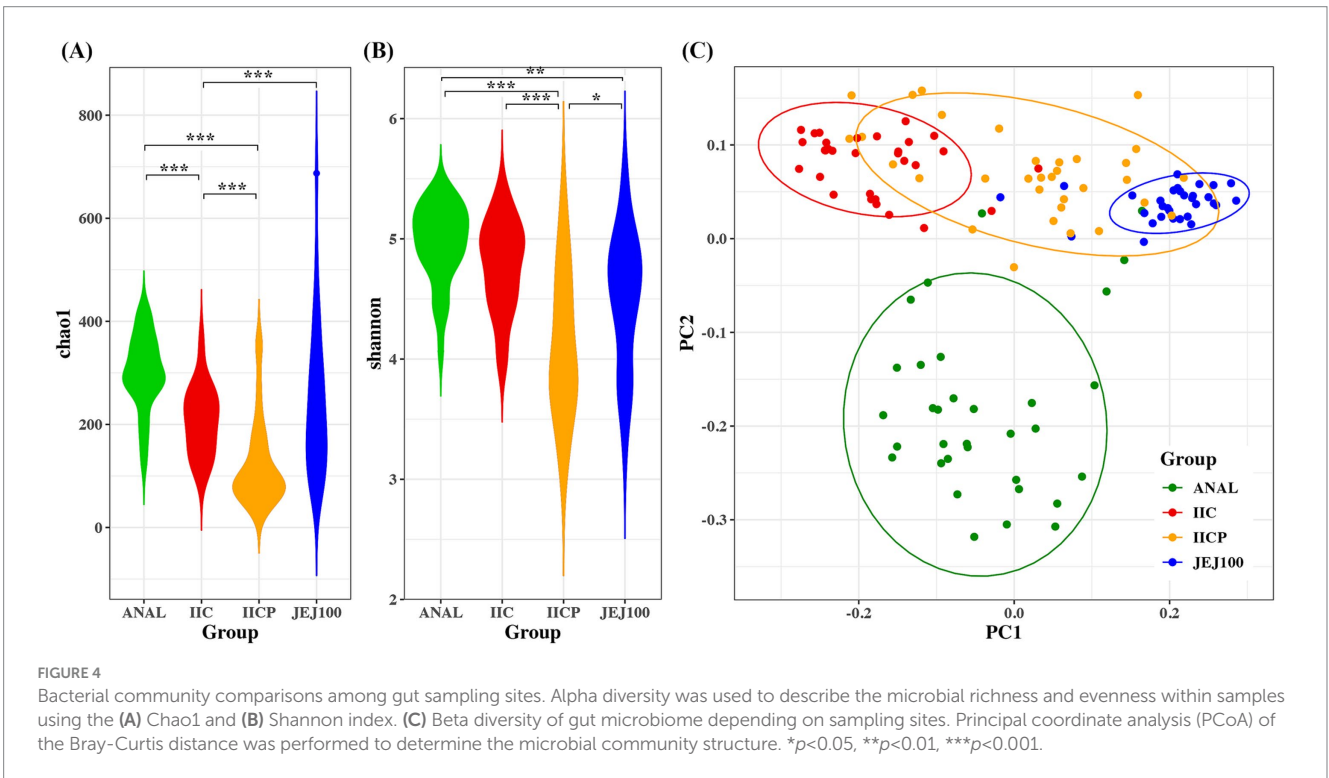 (A)
***
***
***
***
800
600
400
200
0
chao1
ANAL IIC IICP JEJ100
Group
(B)
**
***
***
*
6
5
4
3
2
shannon
ANAL IIC IICP JEJ100
Group
(C)
0.1
0.0
-0.1
-0.2
-0.3
PC2
-0.2 0.0 0.2
PC1
Group
ANAL
IIC
IICP
JEJ100
FIGURE 4
Bacterial community comparisons among gut sampling sites. Alpha diversity was used to describe the microbial richness and evenness within samples
using the (A) Chao1 and (B) Shannon index. (C) Beta diversity of gut microbiome depending on sampling sites. Principal coordinate analysis (PCoA) of
the Bray-Curtis distance was performed to determine the microbial community structure. *p<0.05, **p<0.01, ***p<0.001.